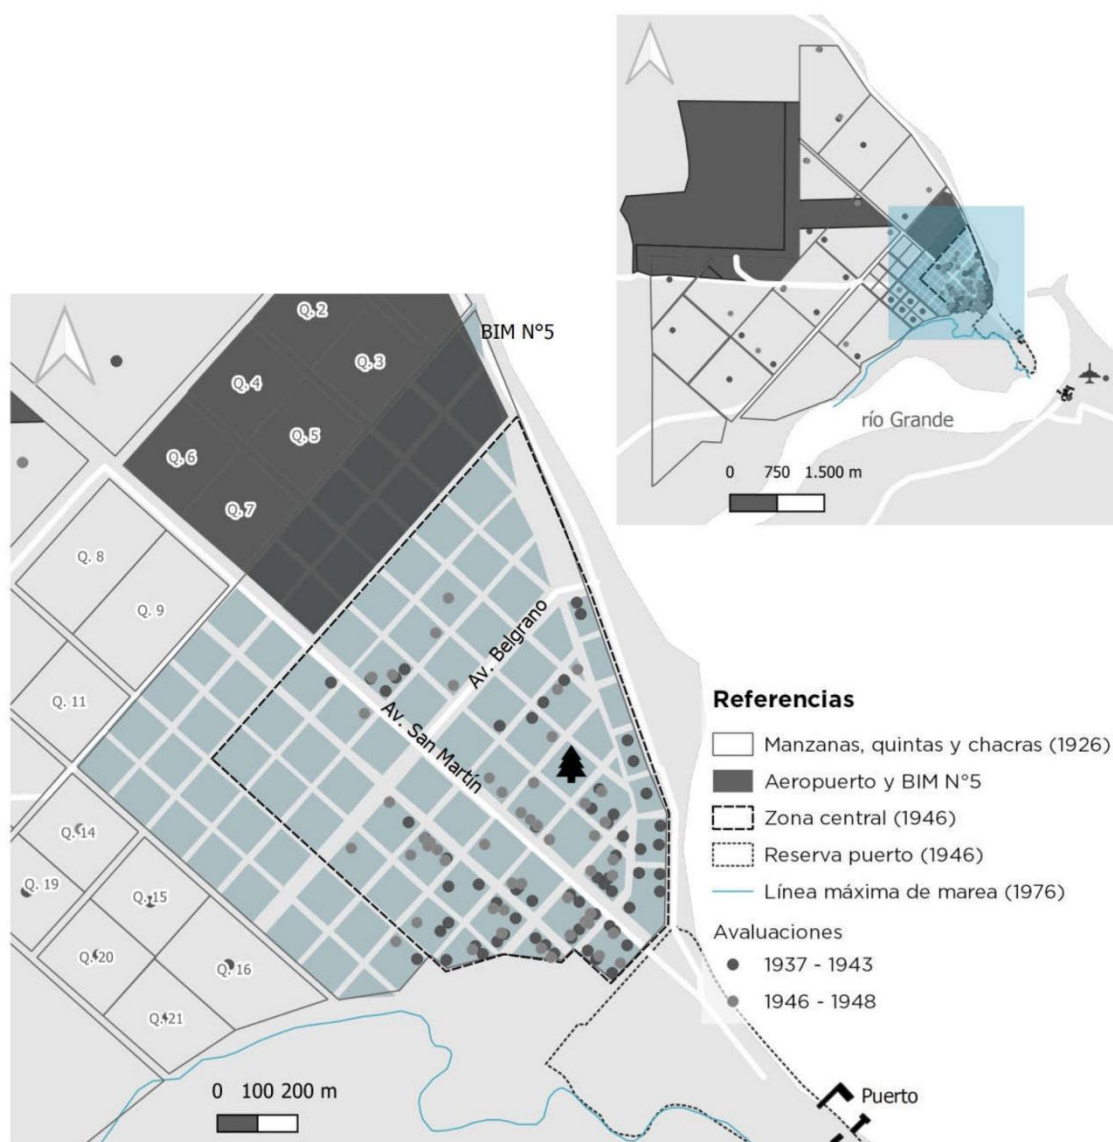 río Grande
0 750 1.500 m
BIM N°5
Q. 2
Q. 3
Q. 4
Q. 5
Q. 6
Q. 7
Q. 8
Q. 9
Av. Belgrano
Q. 11
Av. San Martín
Q. 14
Q. 19
Q. 15
Q. 20
Q. 16
Q. 21
0 100 200 m
Referencias
Manzanas, quintas y chacras (1926)
Aeropuerto y BIM N°5
Zona central (1946)
Reserva puerto (1946)
Línea máxima de marea (1976)
Avaluaciones
1937 - 1943
1946 - 1948
Puerto